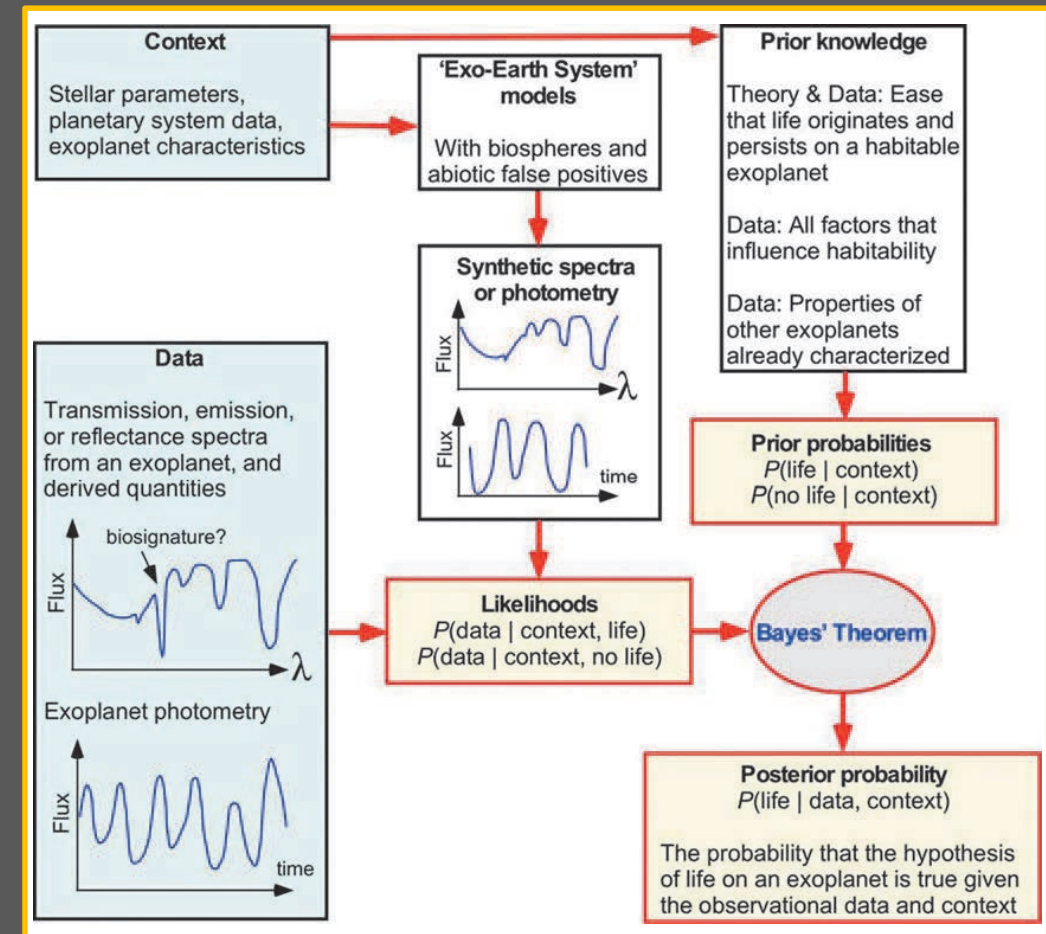 Context
Stellar parameters,
planetary system data,
exoplanet characteristics
‘Exo-Earth System’
models
With biospheres and
abiotic false positives
Prior knowledge
Theory & Data: Ease
that life originates and
persists on a habitable
exoplanet
Data: All factors that
influence habitability
Data: Properties of
other exoplanets
already characterized
Synthetic spectra
or photometry
Flux
λ
Flux
time
Data
Transmission, emission,
or reflectance spectra
from an exoplanet, and
derived quantities
biosignature?
Flux
λ
Exoplanet photometry
Flux
time
Prior probabilities
P(life | context)
P(no life | context)
Likelihoods
P(data | context, life)
P(data | context, no life)
Bayes’ Theorem
Posterior probability
P(life | data, context)
The probability that the hypothesis
of life on an exoplanet is true given
the observational data and context